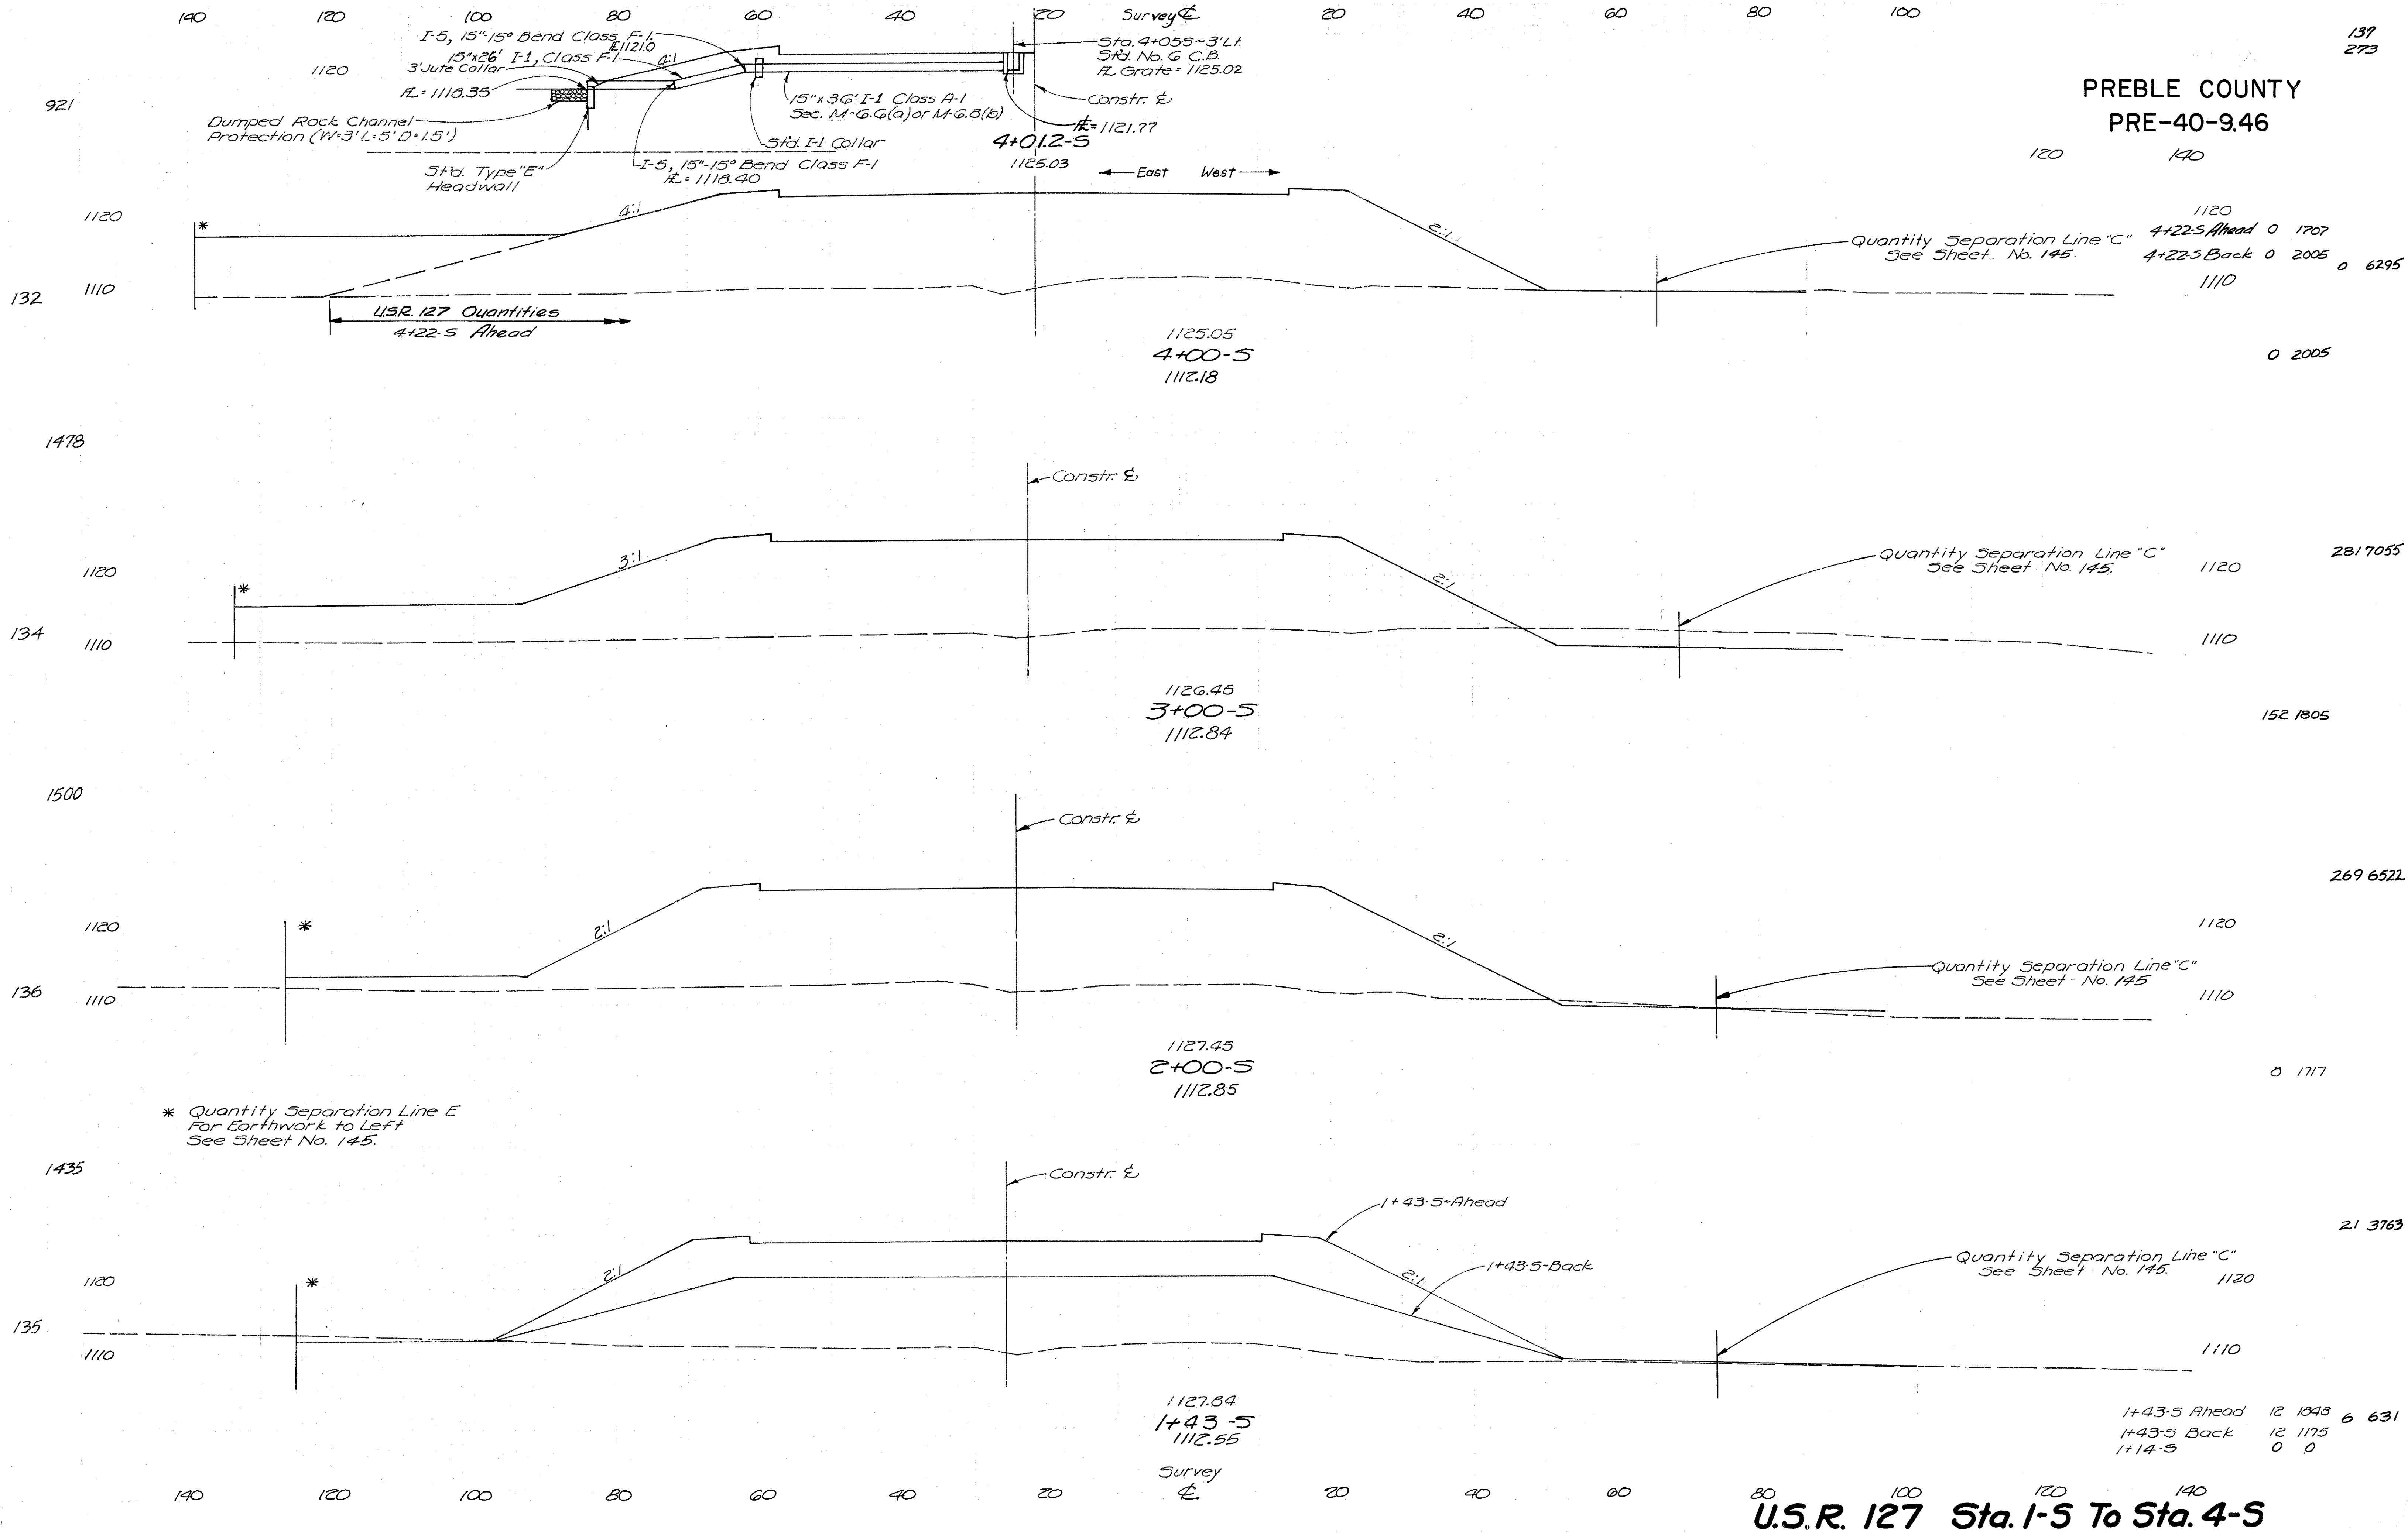 140 120 100 80 60 40 20 Survey ℄ 20 40 60 80 100
137
273
PREBLE COUNTY
PRE-40-9.46
120 140
I-5, 15"-15° Bend Class F-1
℄1121.0
15"x26' I-1, Class F-1
3' Jute Collar
4:1
1120
FL=1118.35
921
Dumped Rock Channel
Protection (W=3' L=5' D=1.5')
Std. Type "E"
Headwall
I-5, 15"-15° Bend Class F-1
FL=1118.40
Std. I-1 Collar
15"x36' I-1 Class A-1
Sec. M-6.6(a) or M-6.8(b)
Sta. 4+05S~3'Lt.
Std. No. 6 C.B.
FL Grate=1125.02
Constr. ℄
FL=1121.77
4+01.2-S
1125.03
East West
1120
*
4:1
2:1
Quantity Separation Line "C"
See Sheet No. 145.
1120
4+22-S Ahead 0 1707
4+22-S Back 0 2005
0 6295
132 1110
1110
U.S.R. 127 Quantities
4+22-S Ahead
1125.05
4+00-S
1112.18
0 2005
1478
Constr. ℄
1120
*
3:1
2:1
Quantity Separation Line "C"
See Sheet No. 145.
1120
281 7055
134 1110
1110
1126.45
3+00-S
1112.84
152 1805
1500
Constr. ℄
269 6522
1120
*
2:1
2:1
1120
Quantity Separation Line "C"
See Sheet No. 145
136 1110
1110
1127.45
2+00-S
1112.85
8 1717
* Quantity Separation Line E
For Earthwork to Left
See Sheet No. 145.
1435
Constr. ℄
1+43-S-Ahead
21 3763
1120
*
2:1
2:1
1+43-S-Back
Quantity Separation Line "C"
See Sheet No. 145.
1120
135
1110
1110
1127.84
1+43-S
1112.55
1+43-S Ahead 12 1848
6 631
1+43-S Back 12 1175
1+14-S 0 0
Survey
140 120 100 80 60 40 20 ℄ 20 40 60 80 100 120 140
U.S.R. 127 Sta. 1-S To Sta. 4-S